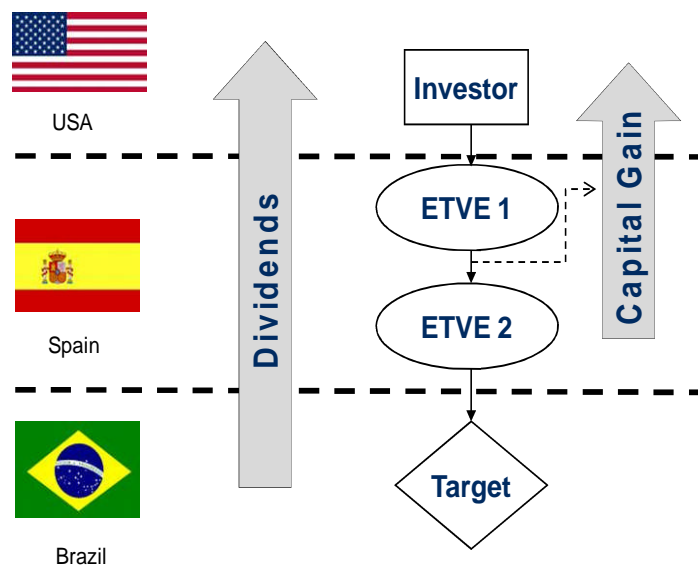 Investor
USA
ETVE 1
Capital Gain
Dividends
Spain
ETVE 2
Target
Brazil